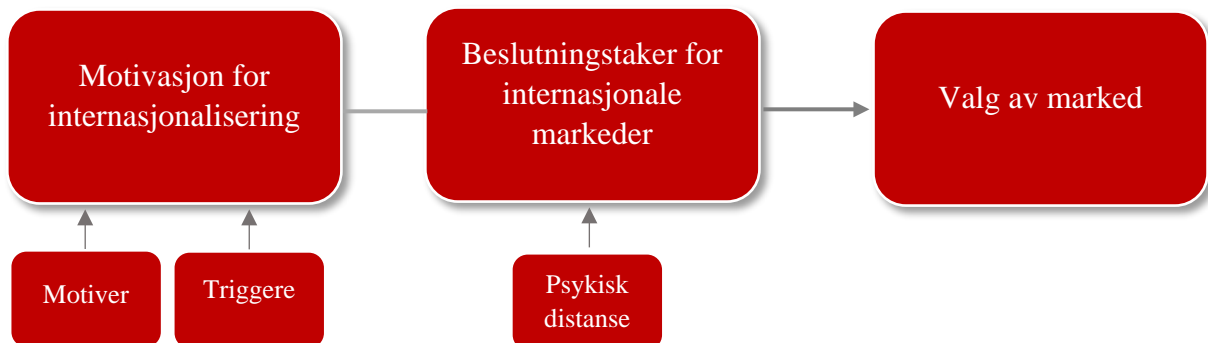 Motivasjon for
internasjonalisering
Beslutningstaker for
internasjonale
markeder
Valg av marked
Motiver
Triggere
Psykisk
distanse